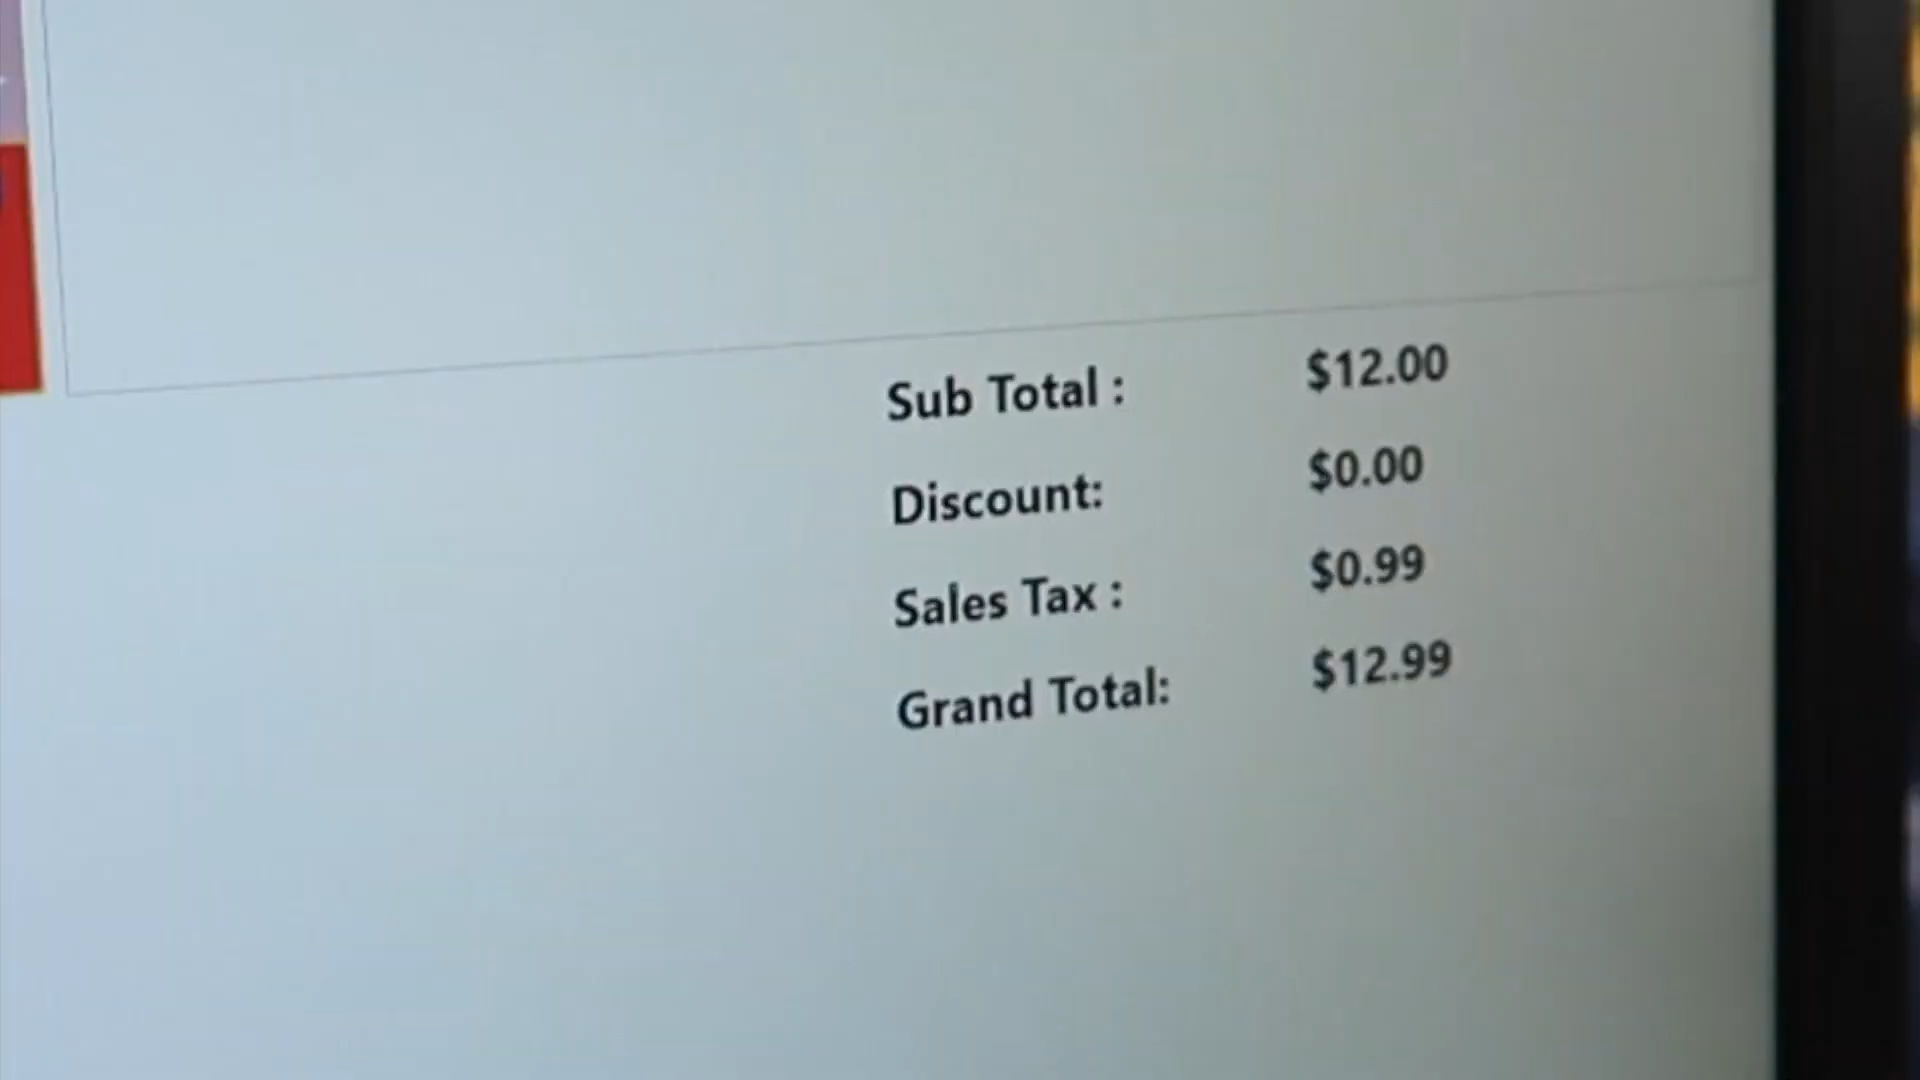 Sub Total : $12.00
Discount: $0.00
Sales Tax : $0.99
Grand Total: $12.99